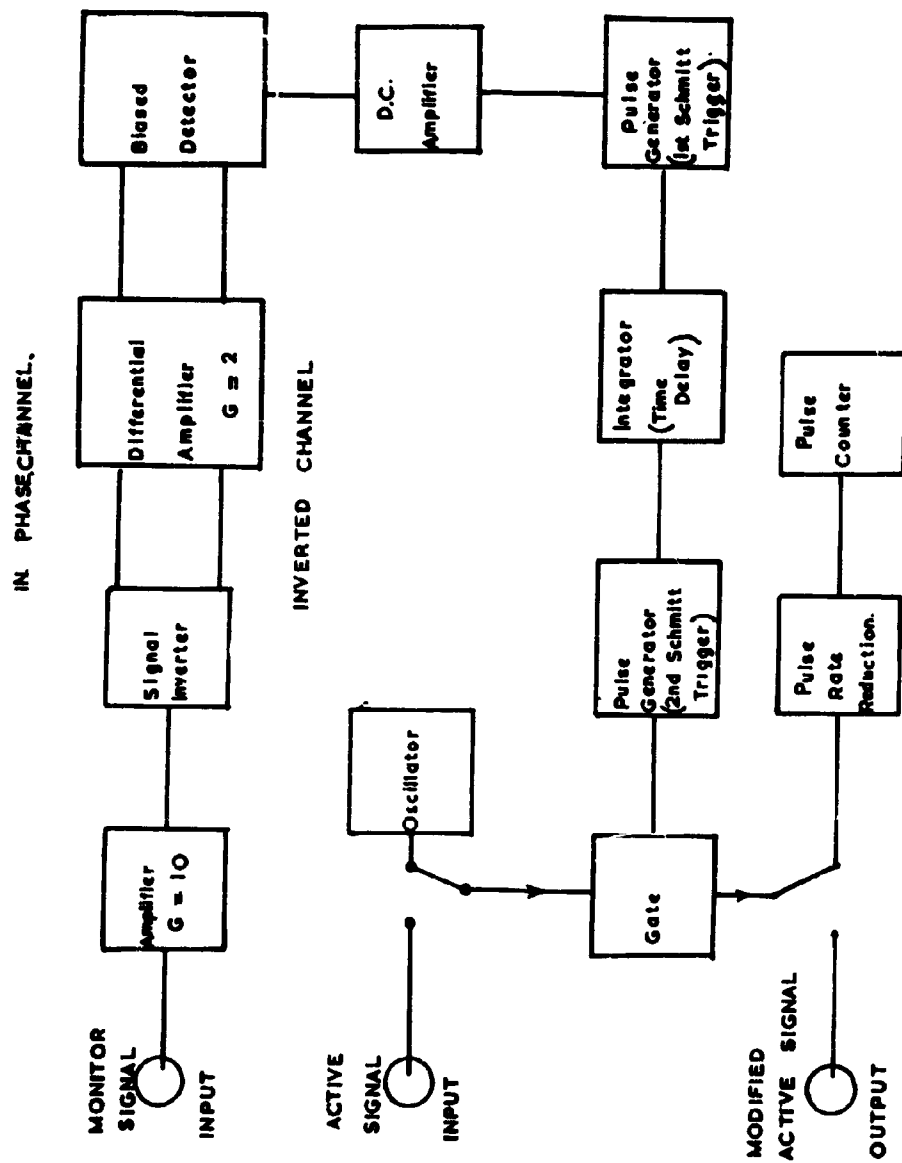 IN PHASE CHANNEL.
MONITOR
SIGNAL
INPUT
Amplifier
G = 10
Signal
Inverter
Differential
Amplifier
G = 2
Biased
Detector
INVERTED CHANNEL
D.C.
Amplifier
ACTIVE
SIGNAL
INPUT
Oscillator
Gate
Pulse
Generator
(2nd Schmitt
Trigger)
Integrator
(Time
Delay)
Pulse
Generator
(1st Schmitt
Trigger).
MODIFIED
ACTIVE SIGNAL
OUTPUT
Pulse
Rate
Reduction.
Pulse
Counter